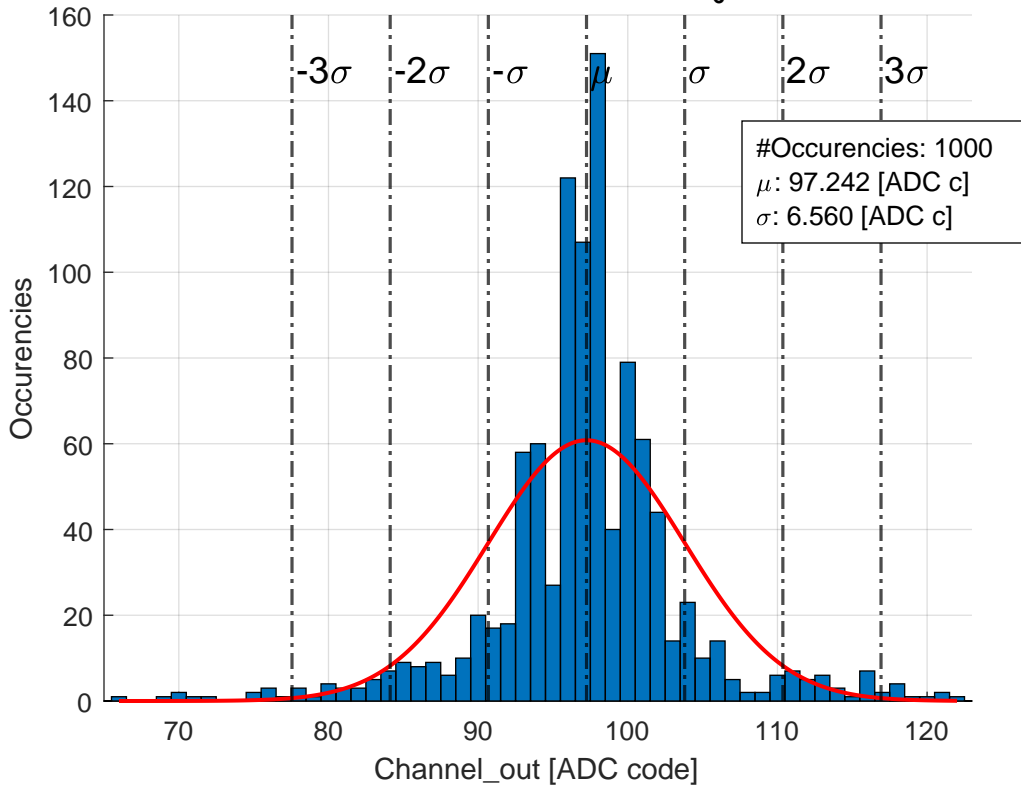 160
140
120
100
80
60
40
20
0
Occurencies
-3σ -2σ -σ μ σ 2σ 3σ
#Occurencies: 1000
μ: 97.242 [ADC c]
σ: 6.560 [ADC c]
70 80 90 100 110 120
Channel_out [ADC code]